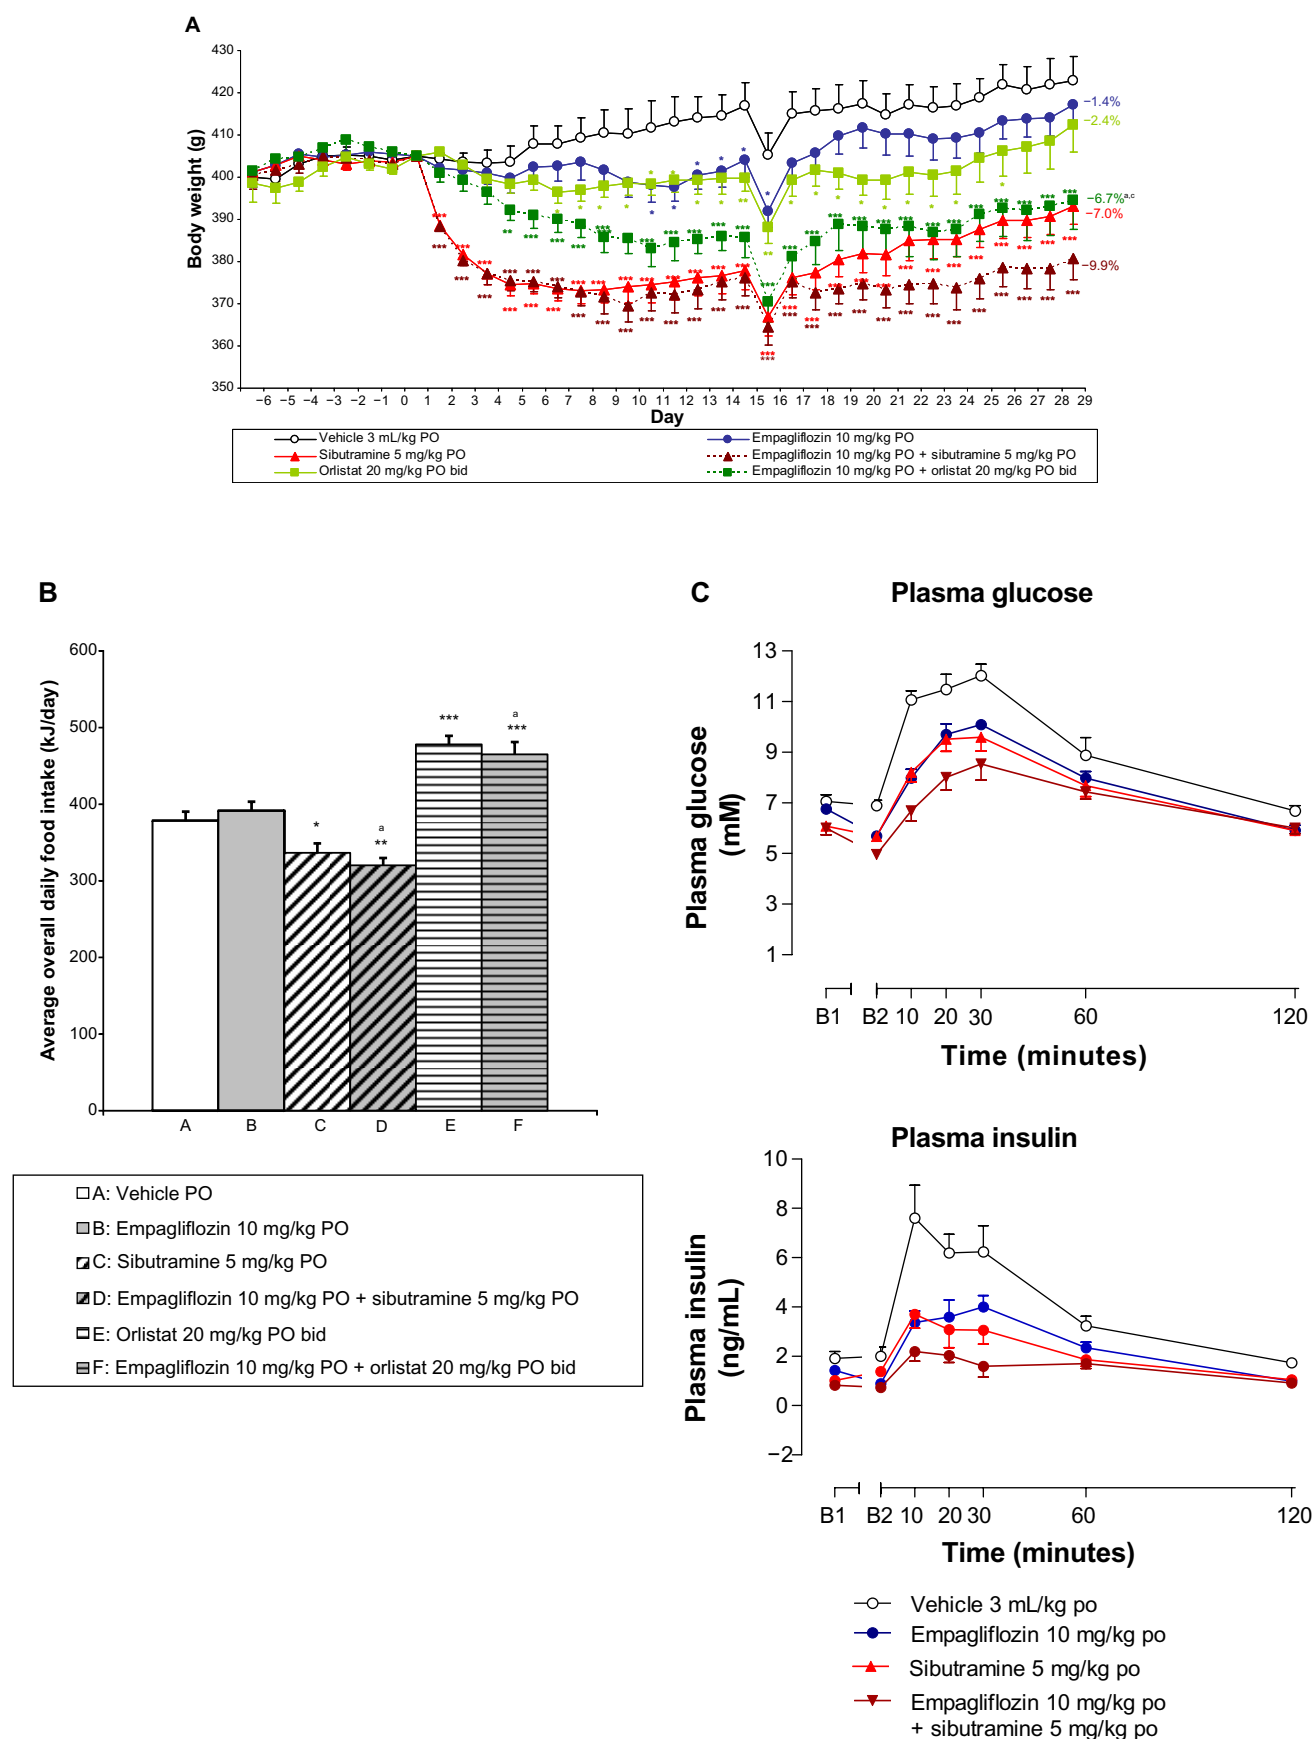 A
430
420
410
400
390
380
370
360
350
Body weight (g)
−1.4%
−2.4%
−6.7%a,c
−7.0%
−9.9%
−6 −5 −4 −3 −2 −1 0 1 2 3 4 5 6 7 8 9 10 11 12 13 14 15 16 17 18 19 20 21 22 23 24 25 26 27 28 29
Day
Vehicle 3 mL/kg PO
Empagliflozin 10 mg/kg PO
Sibutramine 5 mg/kg PO
Empagliflozin 10 mg/kg PO + sibutramine 5 mg/kg PO
Orlistat 20 mg/kg PO bid
Empagliflozin 10 mg/kg PO + orlistat 20 mg/kg PO bid
B
600
500
400
300
200
100
0
Average overall daily food intake (kJ/day)
*
a
**
***
a
***
A B C D E F
A: Vehicle PO
B: Empagliflozin 10 mg/kg PO
C: Sibutramine 5 mg/kg PO
D: Empagliflozin 10 mg/kg PO + sibutramine 5 mg/kg PO
E: Orlistat 20 mg/kg PO bid
F: Empagliflozin 10 mg/kg PO + orlistat 20 mg/kg PO bid
C
Plasma glucose
13
11
9
7
5
3
1
Plasma glucose
(mM)
B1 B2 10 20 30 60 120
Time (minutes)
Plasma insulin
10
8
6
4
2
0
−2
Plasma insulin
(ng/mL)
B1 B2 10 20 30 60 120
Time (minutes)
Vehicle 3 mL/kg po
Empagliflozin 10 mg/kg po
Sibutramine 5 mg/kg po
Empagliflozin 10 mg/kg po
+ sibutramine 5 mg/kg po